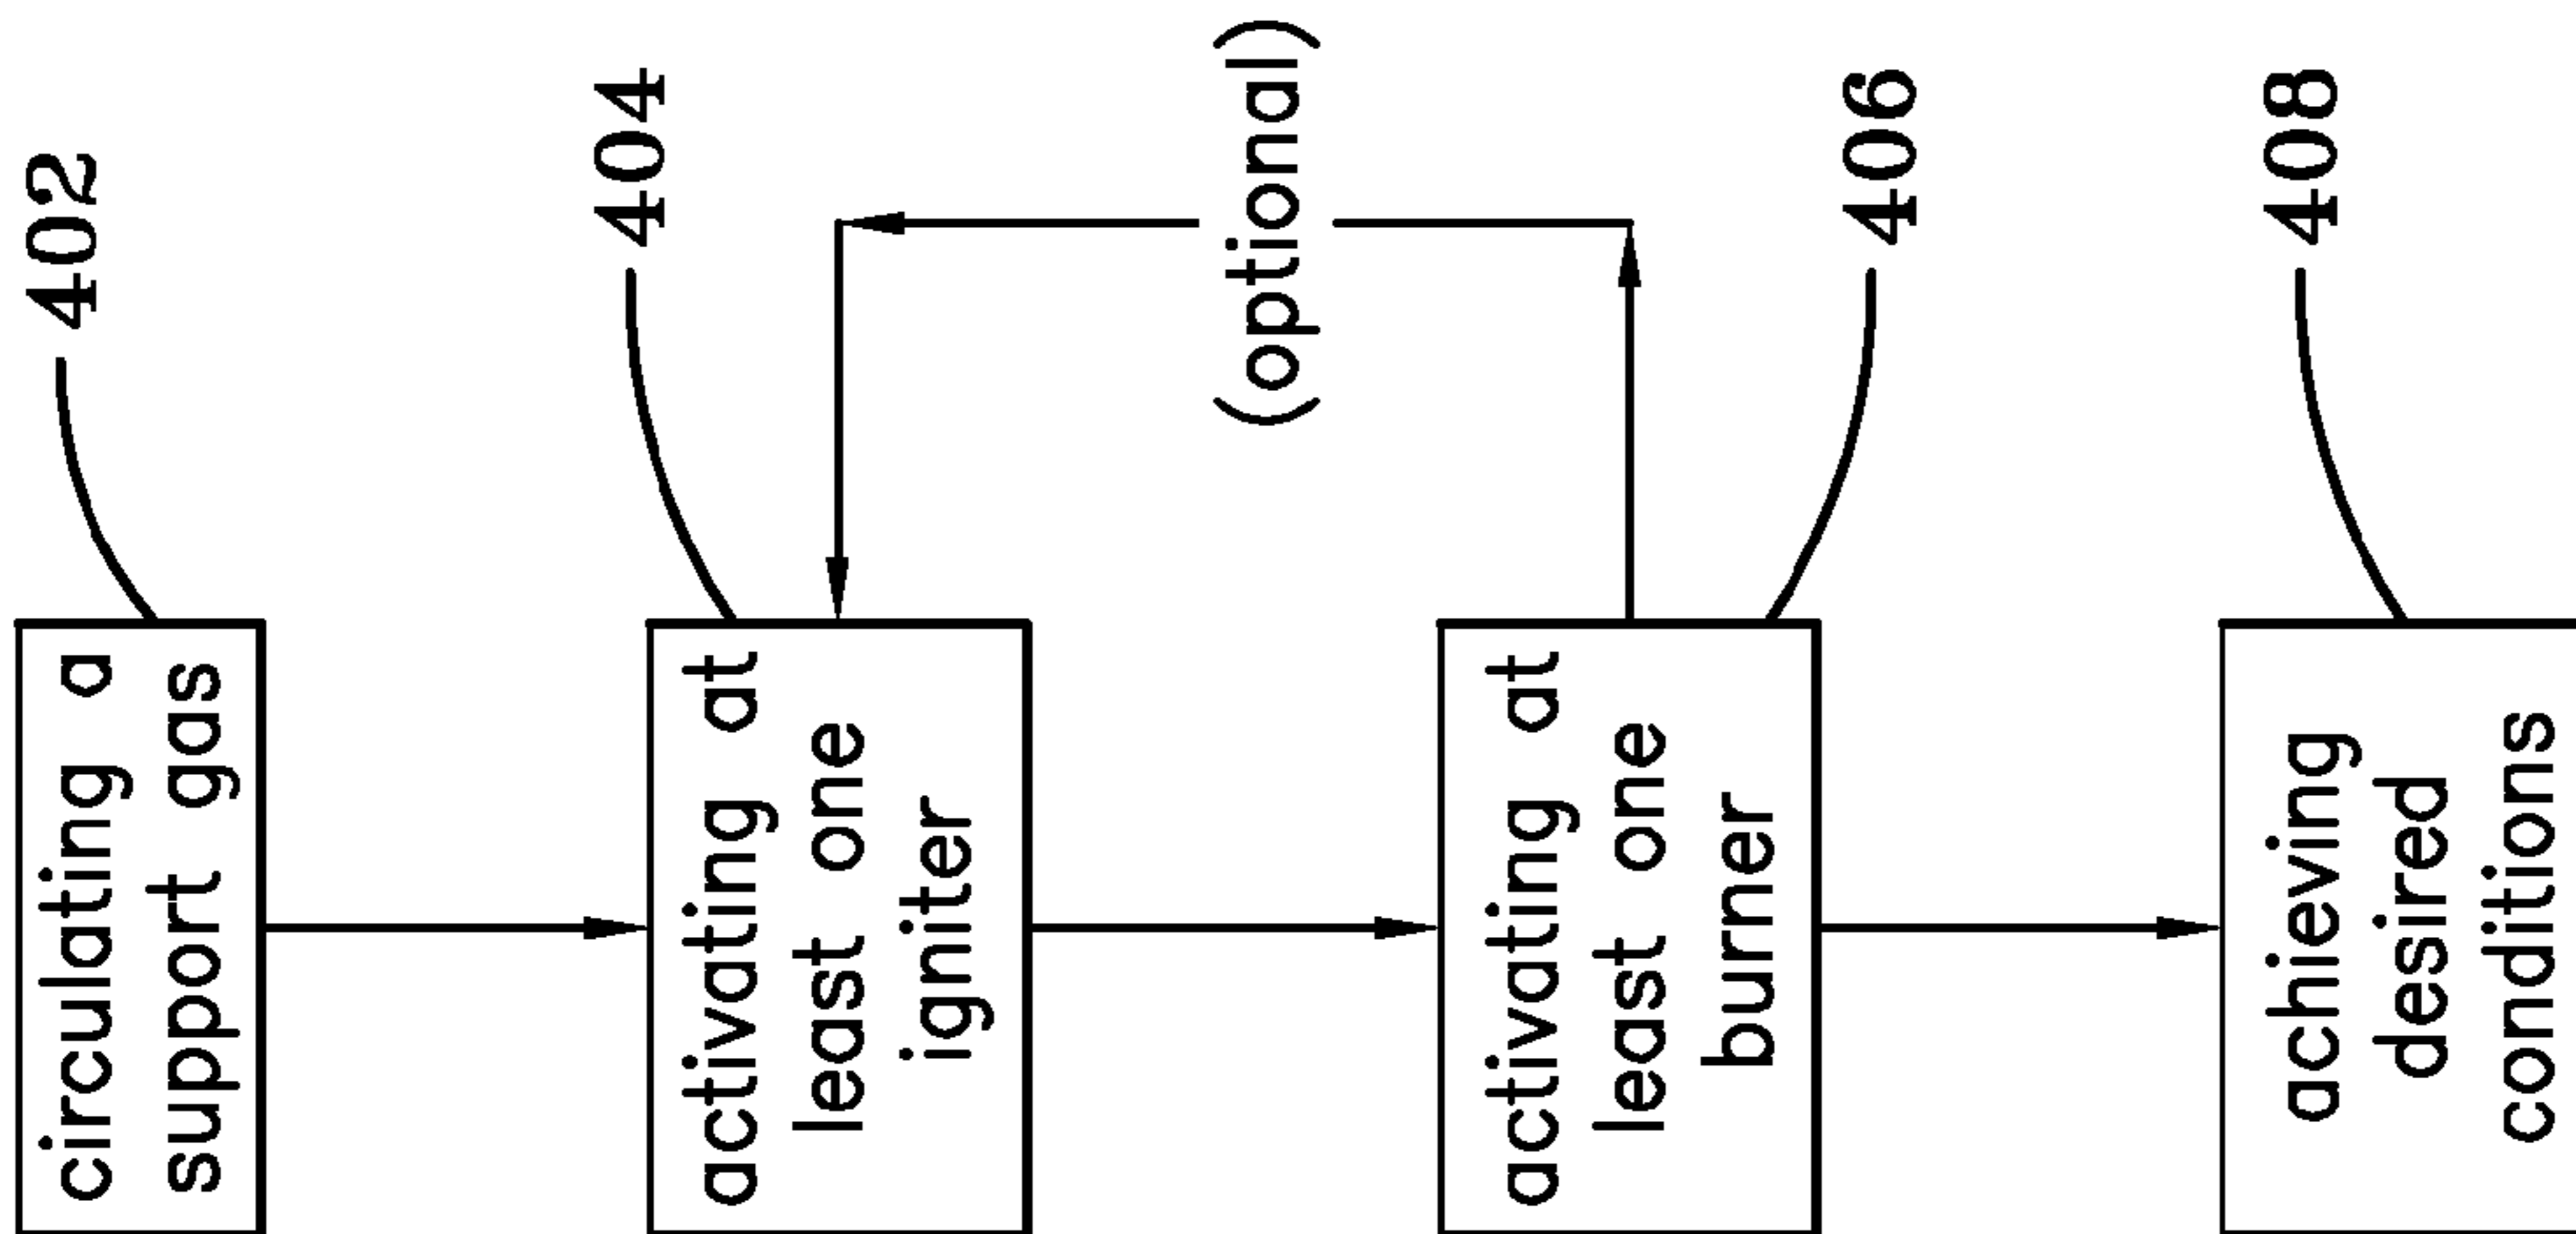 402
circulating a
support gas
404
activating at
least one
igniter
(optional)
activating at
least one
burner
406
achieving
desired
conditions
408